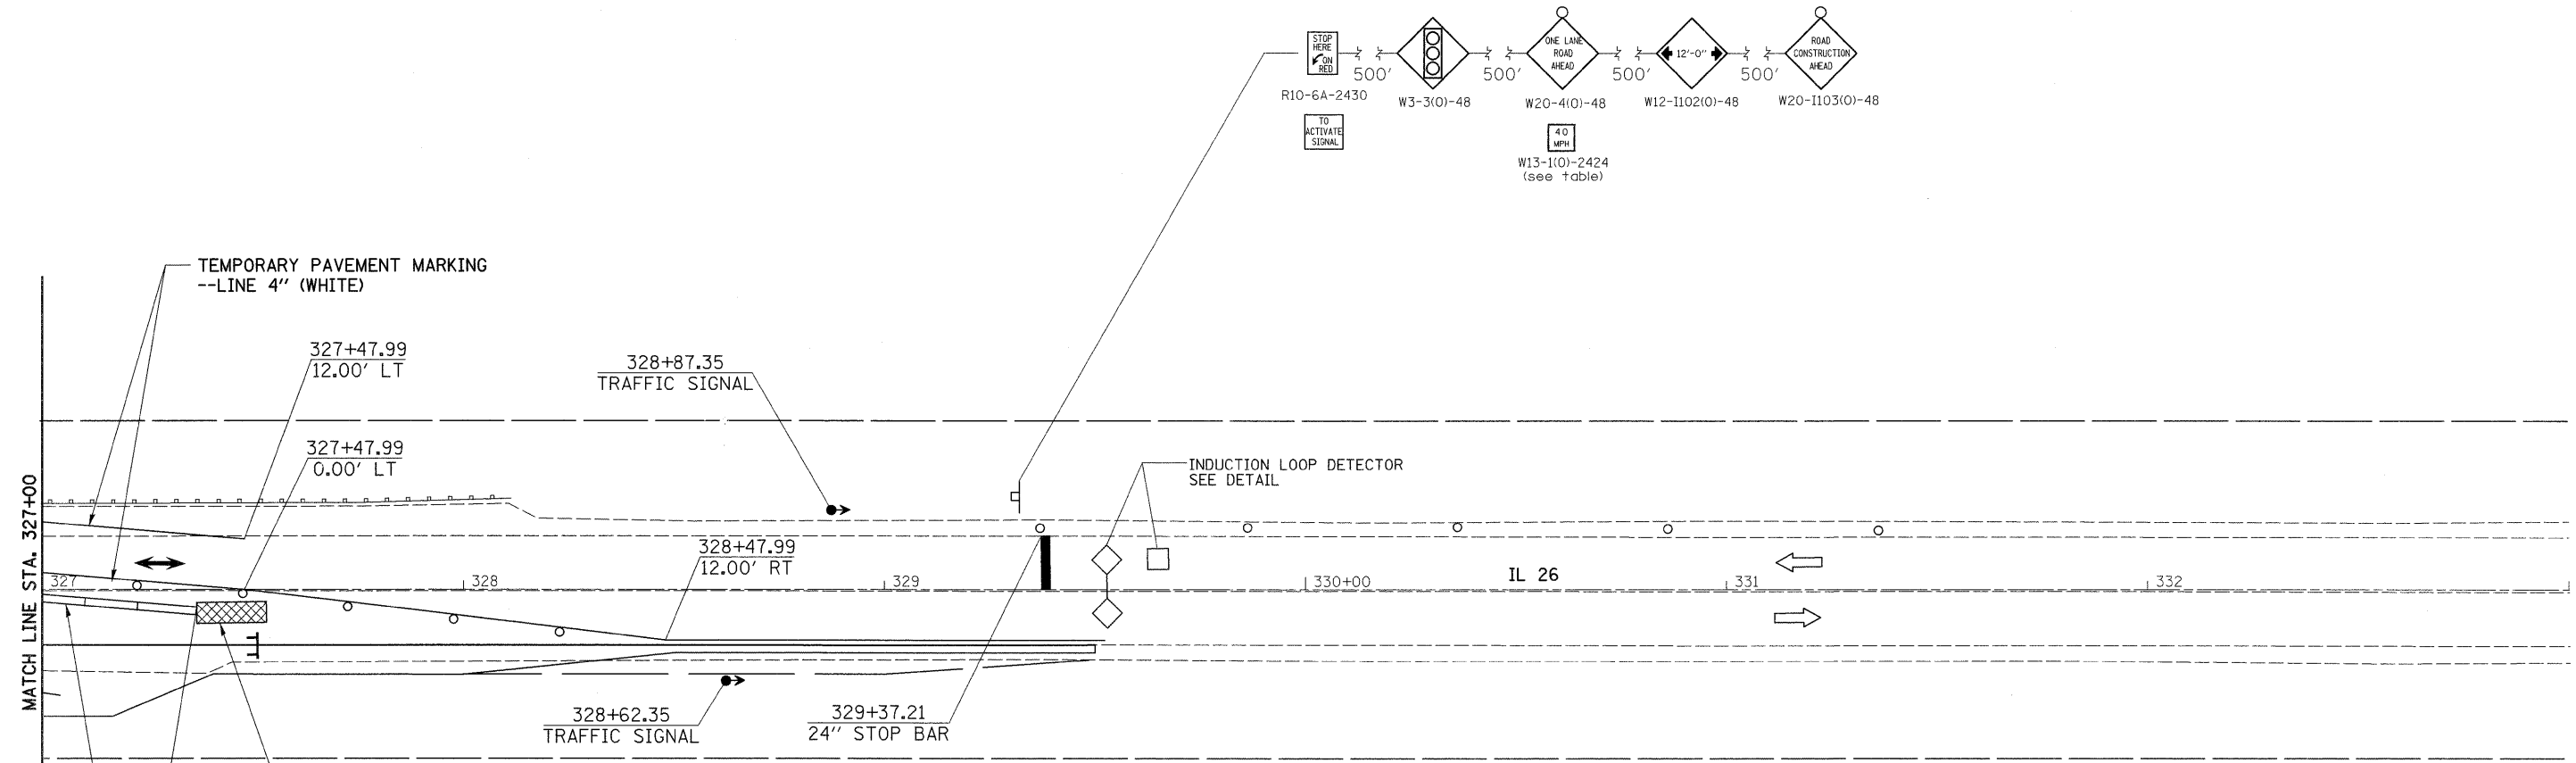 STOP
HERE
ON
RED
ONE LANE
ROAD
AHEAD
12'-0"
ROAD
CONSTRUCTION
AHEAD
500' 500' 500' 500'
R10-6A-2430 W3-3(O)-48 W20-4(O)-48 W12-I102(O)-48 W20-I103(O)-48
TO
ACTIVATE
SIGNAL
40
MPH
W13-1(O)-2424
(see table)
TEMPORARY PAVEMENT MARKING
--LINE 4" (WHITE)
327+47.99
12.00' LT
328+87.35
TRAFFIC SIGNAL
327+47.99
0.00' LT
INDUCTION LOOP DETECTOR
SEE DETAIL
MATCH LINE STA. 327+00
328+47.99
12.00' RT
327 328 329 330+00 IL 26 331 332
328+62.35
TRAFFIC SIGNAL
329+37.21
24" STOP BAR